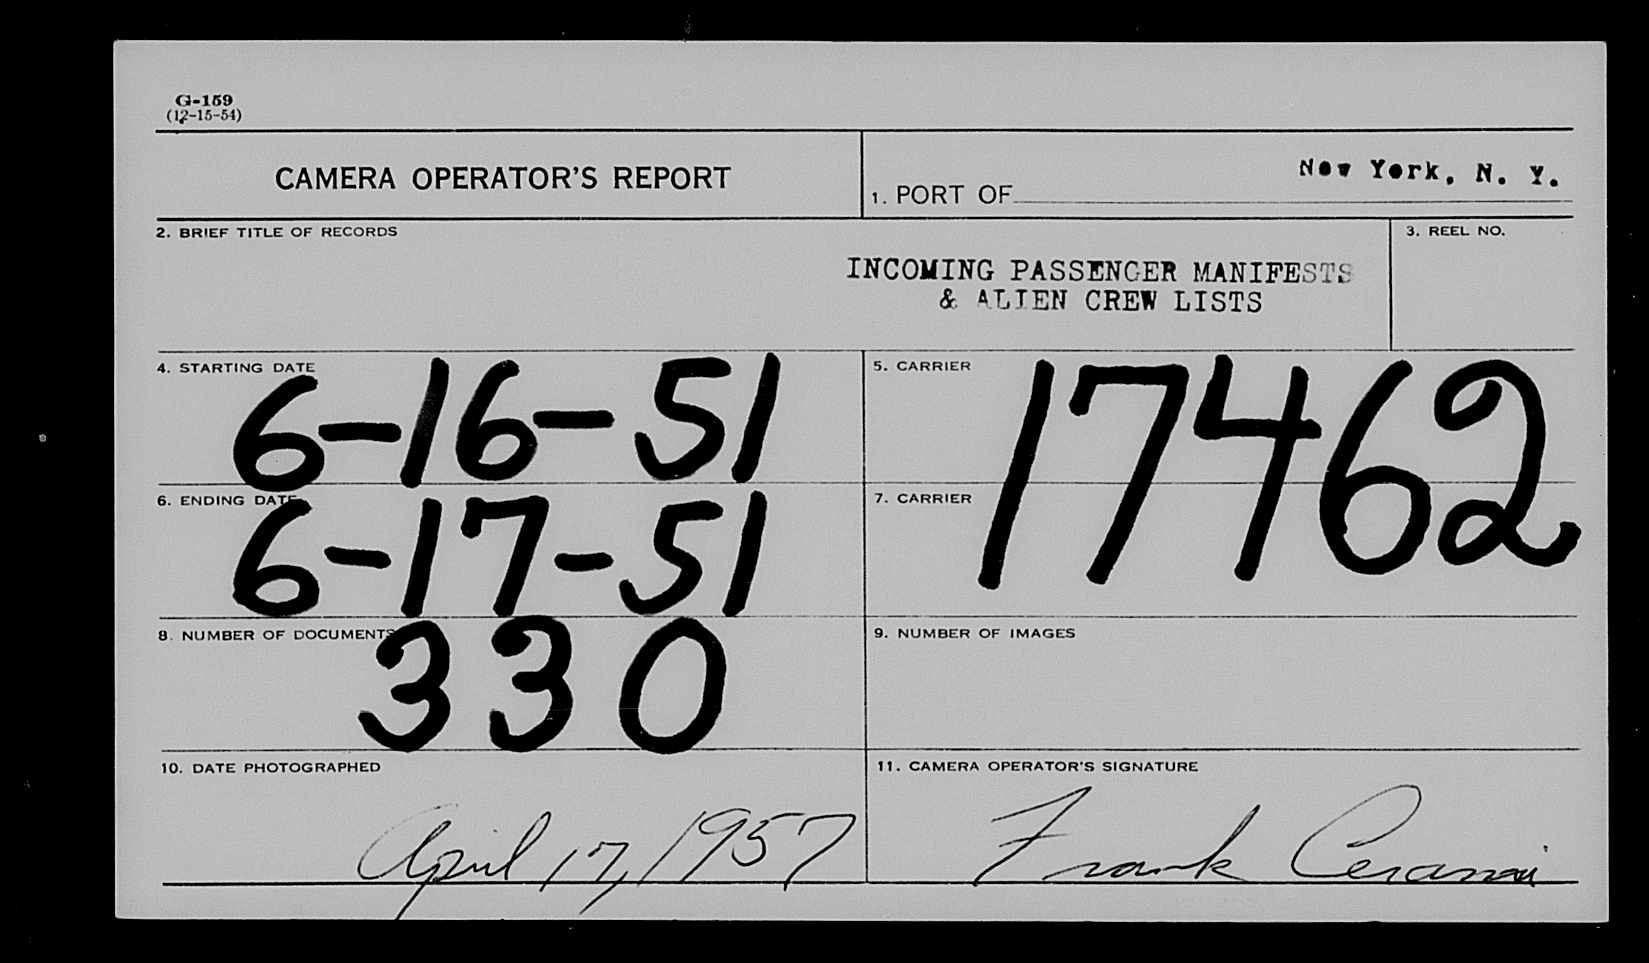 G-159
(12-15-54)
CAMERA OPERATOR'S REPORT
1. PORT OF New York, N. Y.
2. BRIEF TITLE OF RECORDS
INCOMING PASSENGER MANIFESTS
& ALIEN CREW LISTS
3. REEL NO.
4. STARTING DATE
6-16-51
5. CARRIER
17462
6. ENDING DATE
6-17-51
7. CARRIER
8. NUMBER OF DOCUMENTS
330
9. NUMBER OF IMAGES
10. DATE PHOTOGRAPHED
April 17, 1957
11. CAMERA OPERATOR'S SIGNATURE
Frank